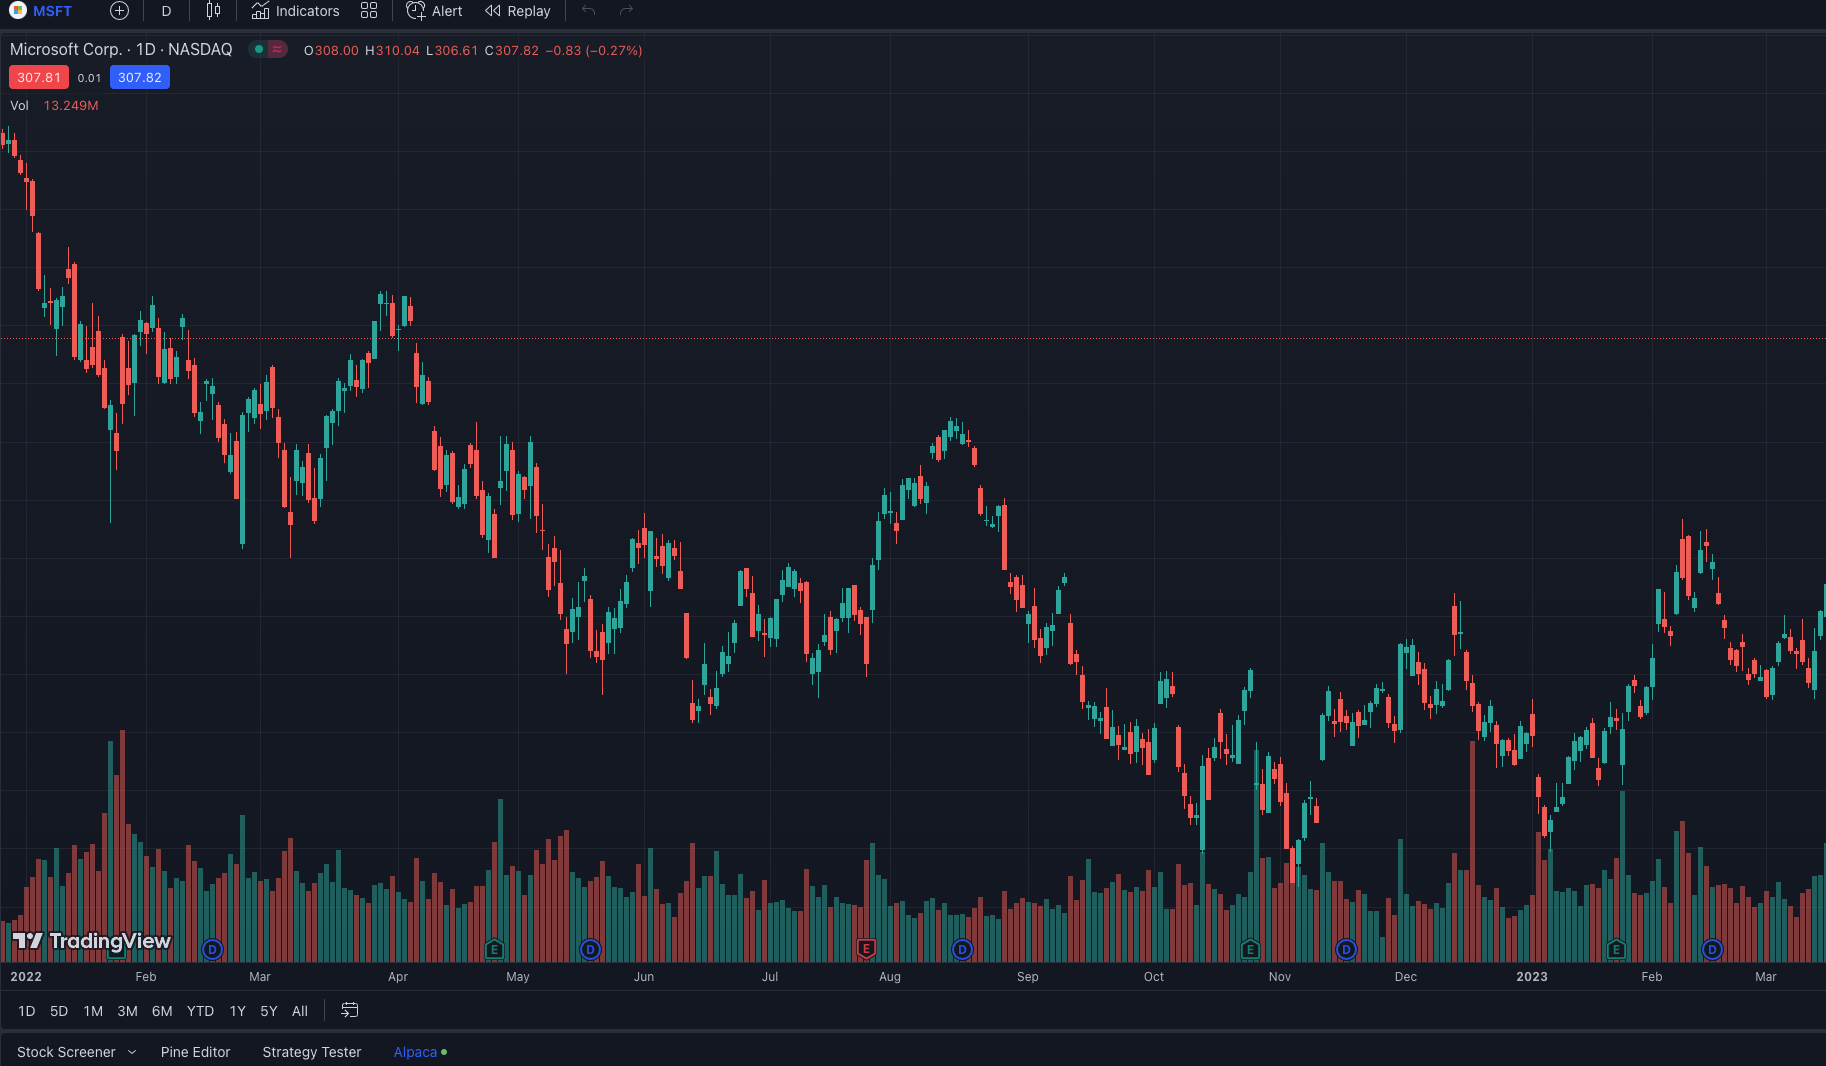 MSFT D Indicators Alert Replay
Microsoft Corp. · 1D · NASDAQ O308.00 H310.04 L306.61 C307.82 −0.83 (−0.27%)
307.81 0.01 307.82
Vol 13.249M
TradingView
D E D E D E D E D
2022 Feb Mar Apr May Jun Jul Aug Sep Oct Nov Dec 2023 Feb Mar
1D 5D 1M 3M 6M YTD 1Y 5Y All
Stock Screener Pine Editor Strategy Tester Alpaca